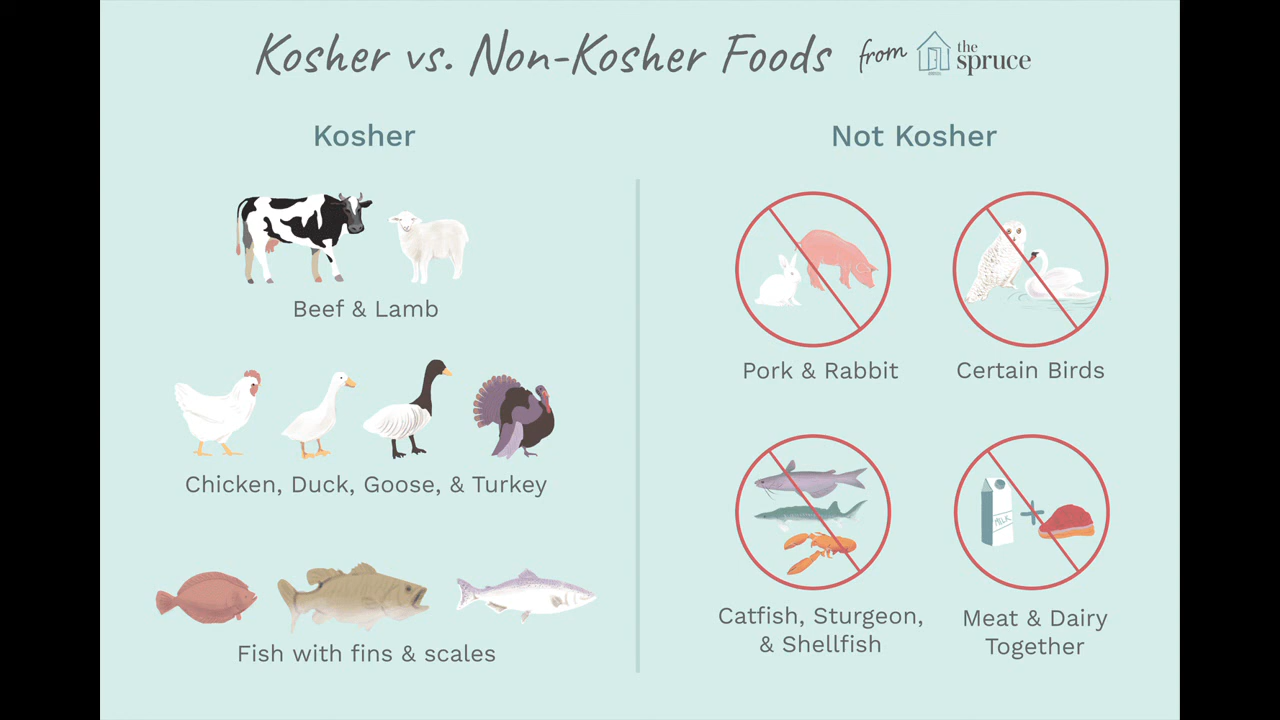 Kosher vs. Non-Kosher Foods from the spruce
Kosher
Not Kosher
Beef & Lamb
Chicken, Duck, Goose, & Turkey
Fish with fins & scales
Pork & Rabbit
Certain Birds
MILK
Catfish, Sturgeon,
& Shellfish
Meat & Dairy
Together